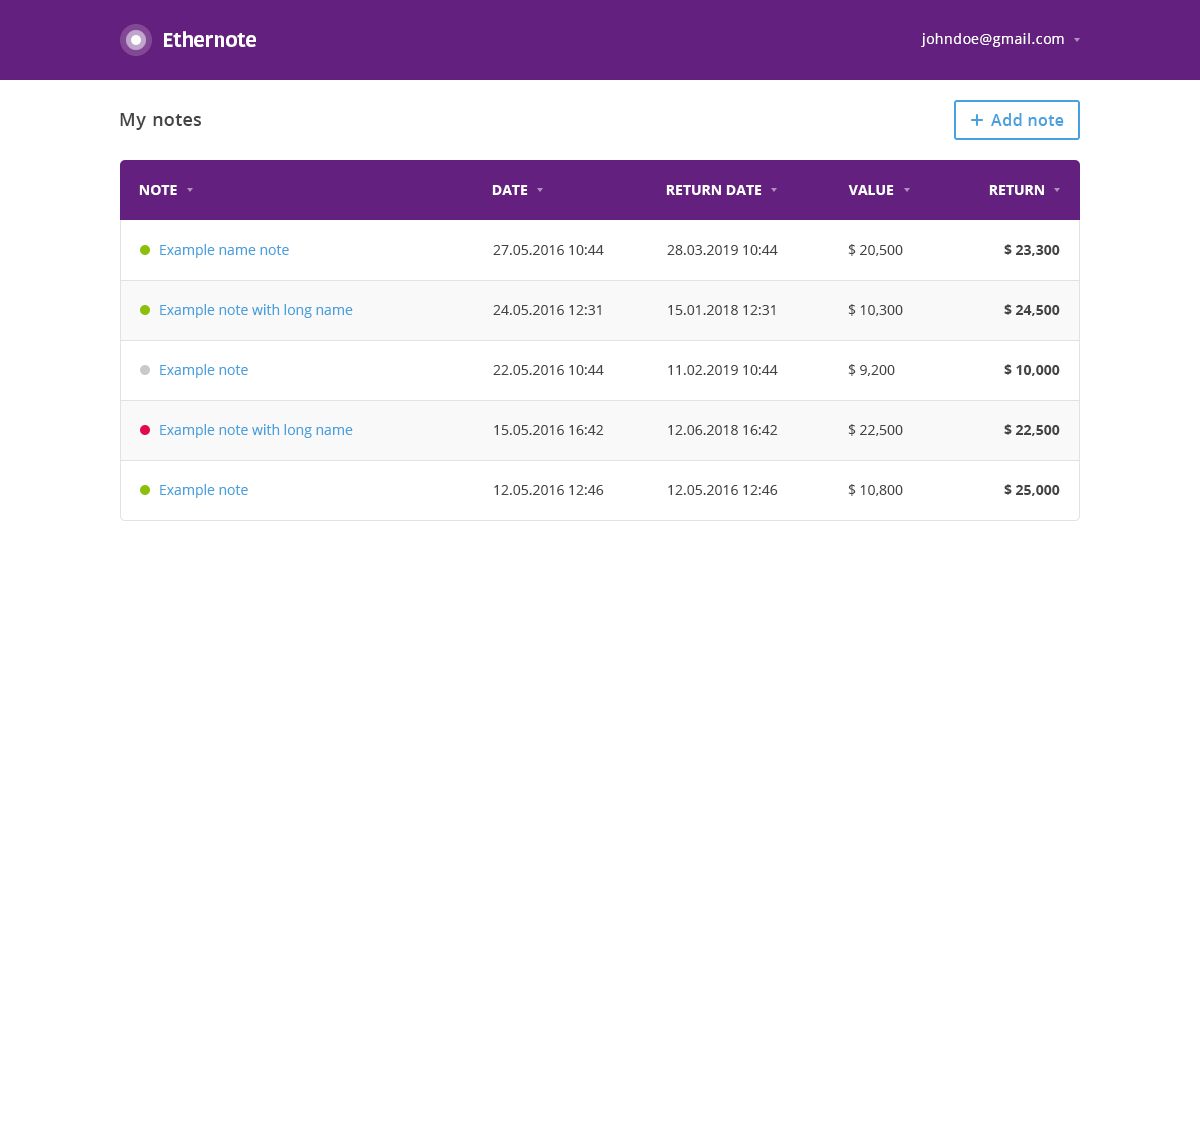 Ethernote johndoe@gmail.com
My notes + Add note
NOTE DATE RETURN DATE VALUE RETURN
Example name note 27.05.2016 10:44 28.03.2019 10:44 $ 20,500 $ 23,300
Example note with long name 24.05.2016 12:31 15.01.2018 12:31 $ 10,300 $ 24,500
Example note 22.05.2016 10:44 11.02.2019 10:44 $ 9,200 $ 10,000
Example note with long name 15.05.2016 16:42 12.06.2018 16:42 $ 22,500 $ 22,500
Example note 12.05.2016 12:46 12.05.2016 12:46 $ 10,800 $ 25,000